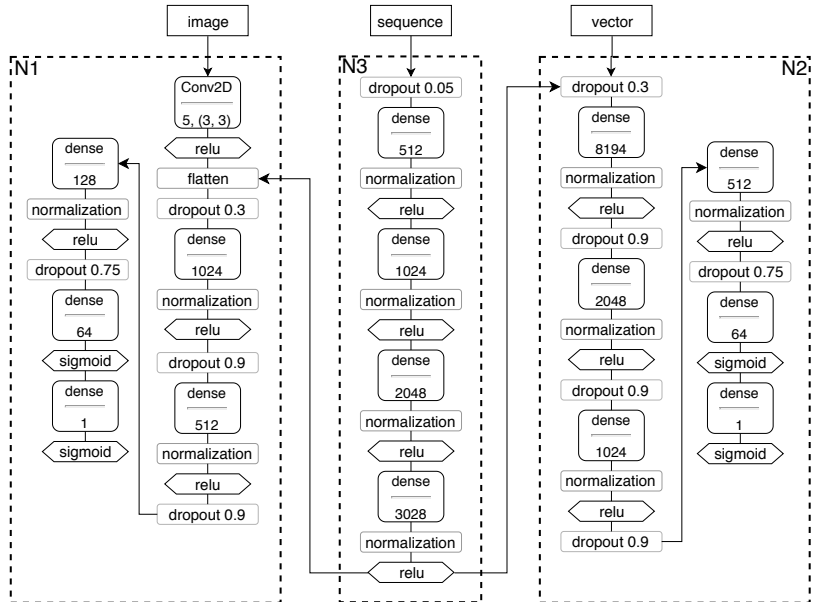 image
sequence
vector
N1
Conv2D
5, (3, 3)
relu
flatten
dropout 0.3
dense
1024
normalization
relu
dropout 0.9
dense
512
normalization
relu
dropout 0.9
dense
128
normalization
relu
dropout 0.75
dense
64
sigmoid
dense
1
sigmoid
N3
dropout 0.05
dense
512
normalization
relu
dense
1024
normalization
relu
dense
2048
normalization
relu
dense
3028
normalization
relu
N2
dropout 0.3
dense
8194
normalization
relu
dropout 0.9
dense
2048
normalization
relu
dropout 0.9
dense
1024
normalization
relu
dropout 0.9
dense
512
normalization
relu
dropout 0.75
dense
64
sigmoid
dense
1
sigmoid